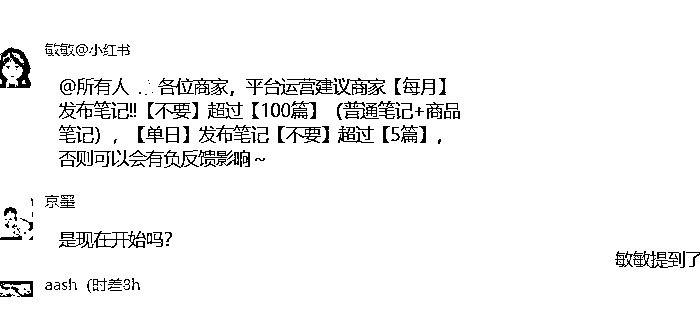 敏敏@小红书
@所有人 各位商家，平台运营建议商家【每月】
发布笔记!!【不要】超过【100篇】（普通笔记+商品
笔记），【单日】发布笔记【不要】超过【5篇】，
否则可以会有负反馈影响~
京墨
是现在开始吗?
敏敏提到了
aash（时差8h